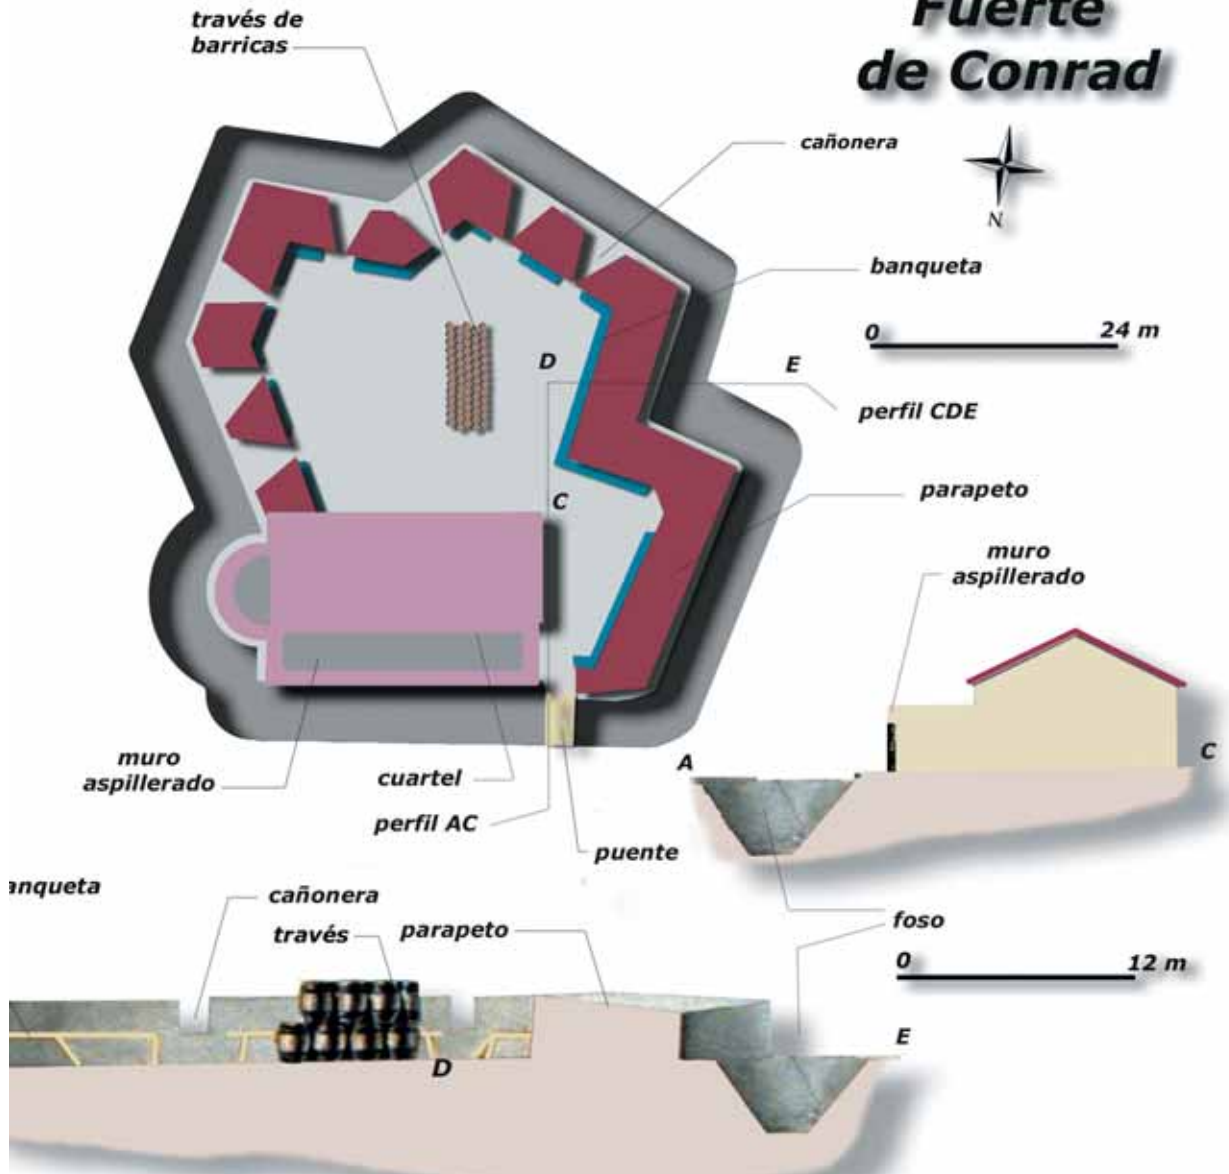 Fuerte
de Conrad
través de
barricas
cañonera
N
banqueta
0 24 m
D
E
perfil CDE
C
parapeto
muro
aspillerado
muro
aspillerado
cuartel
perfil AC
puente
A
C
anqueta
cañonera
través
parapeto
foso
0 12 m
D
E